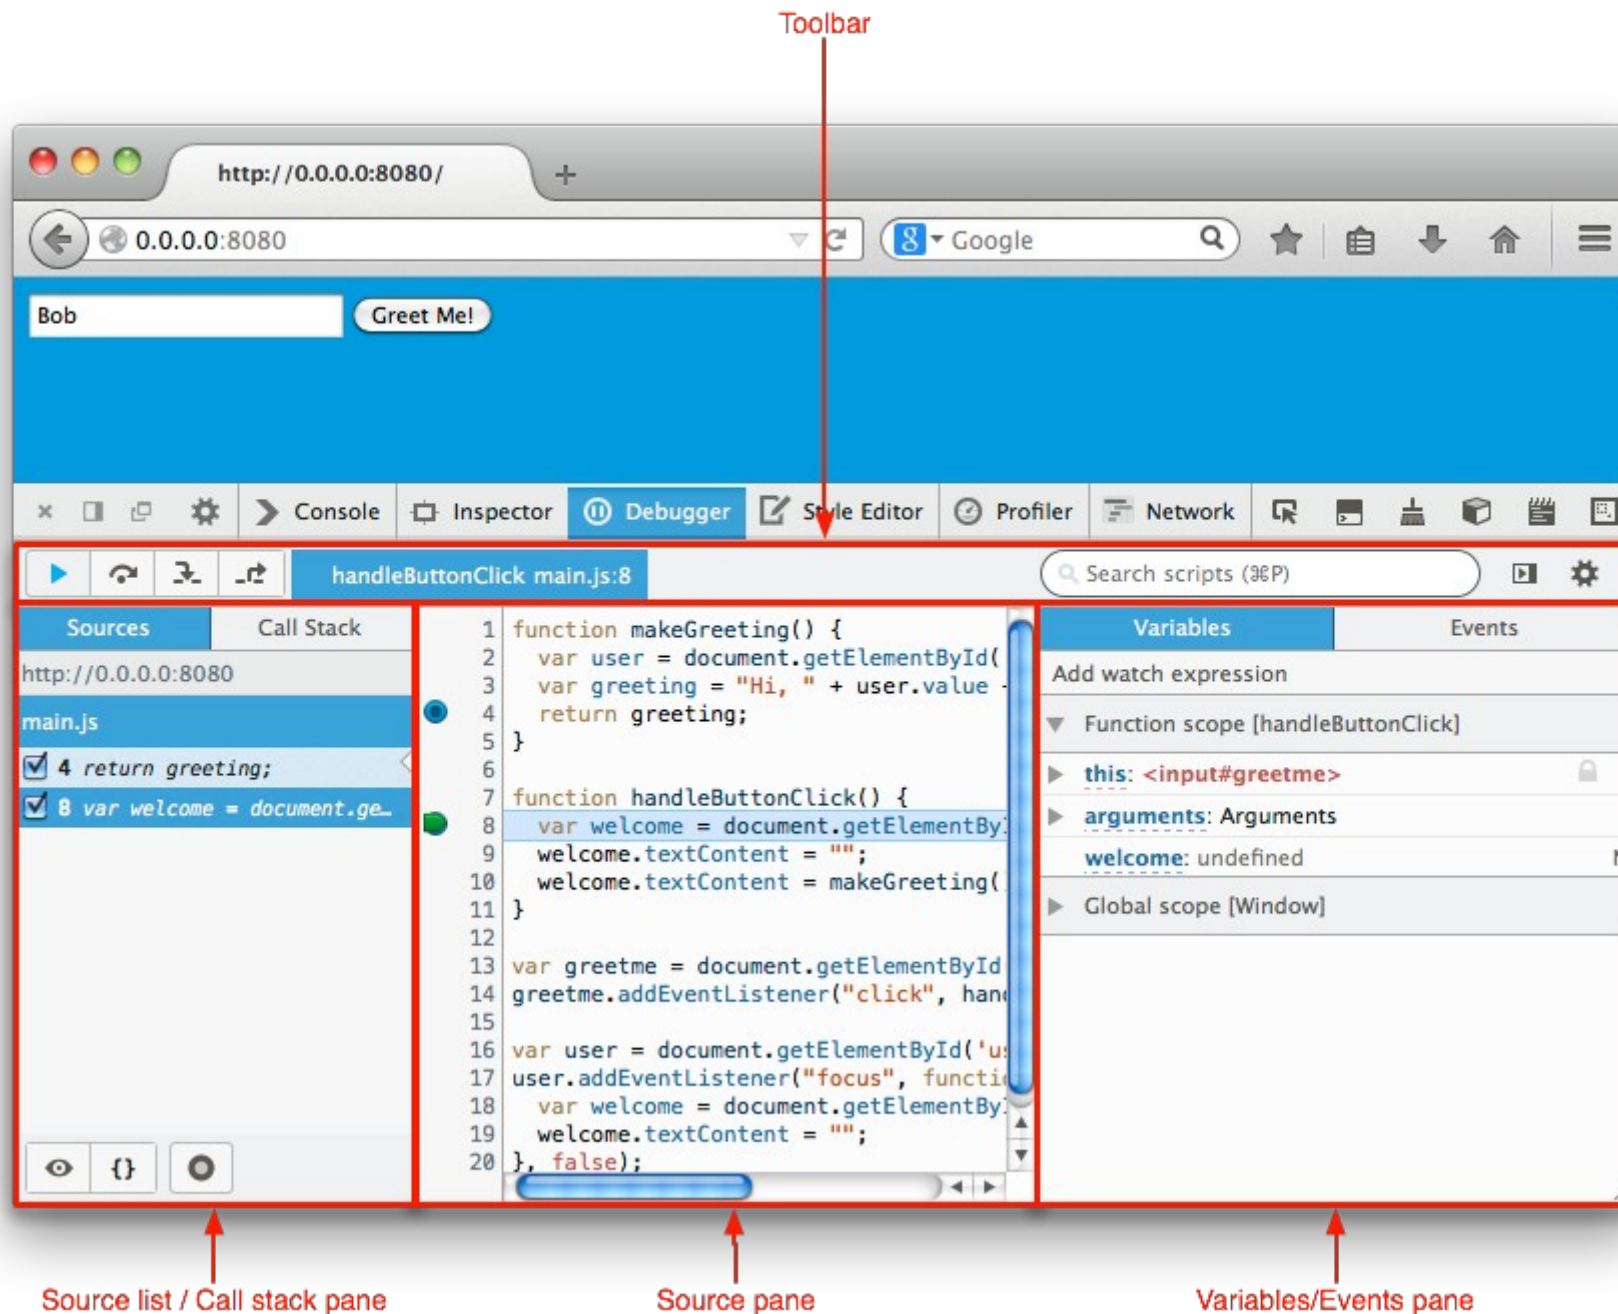 Toolbar
http://0.0.0.0:8080/
0.0.0.0:8080
Google
Bob
Greet Me!
Console
Inspector
Debugger
Style Editor
Profiler
Network
handleButtonClick main.js:8
Search scripts (⌘P)
Sources
Call Stack
http://0.0.0.0:8080
main.js
4 return greeting;
8 var welcome = document.ge…
1 function makeGreeting() {
2 var user = document.getElementById(
3 var greeting = "Hi, " + user.value
4 return greeting;
5 }
6
7 function handleButtonClick() {
8 var welcome = document.getElementBy
9 welcome.textContent = "";
10 welcome.textContent = makeGreeting(
11 }
12
13 var greetme = document.getElementById
14 greetme.addEventListener("click", han
15
16 var user = document.getElementById('u
17 user.addEventListener("focus", functi
18 var welcome = document.getElementBy
19 welcome.textContent = "";
20 }, false);
Variables
Events
Add watch expression
Function scope [handleButtonClick]
this: <input#greetme>
arguments: Arguments
welcome: undefined
Global scope [Window]
Source list / Call stack pane
Source pane
Variables/Events pane